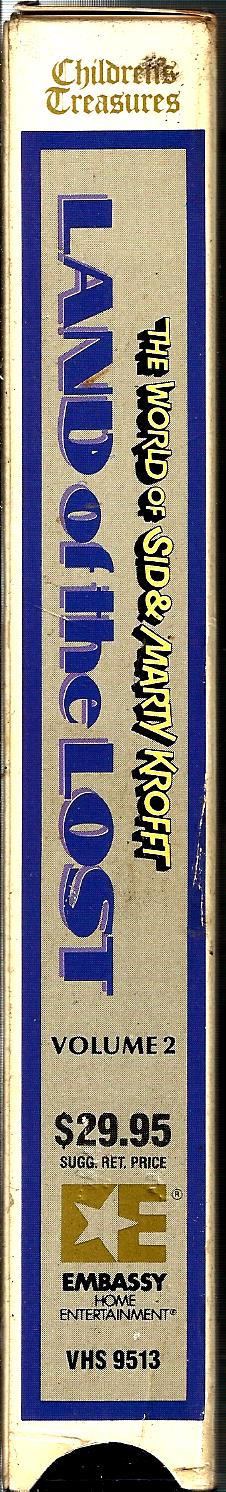 Children's
Treasures
THE WORLD OF SID & MARTY KROFFT
LAND of the LOST
VOLUME 2
$29.95
SUGG. RET. PRICE
E ®
EMBASSY
HOME
ENTERTAINMENT®
VHS 9513